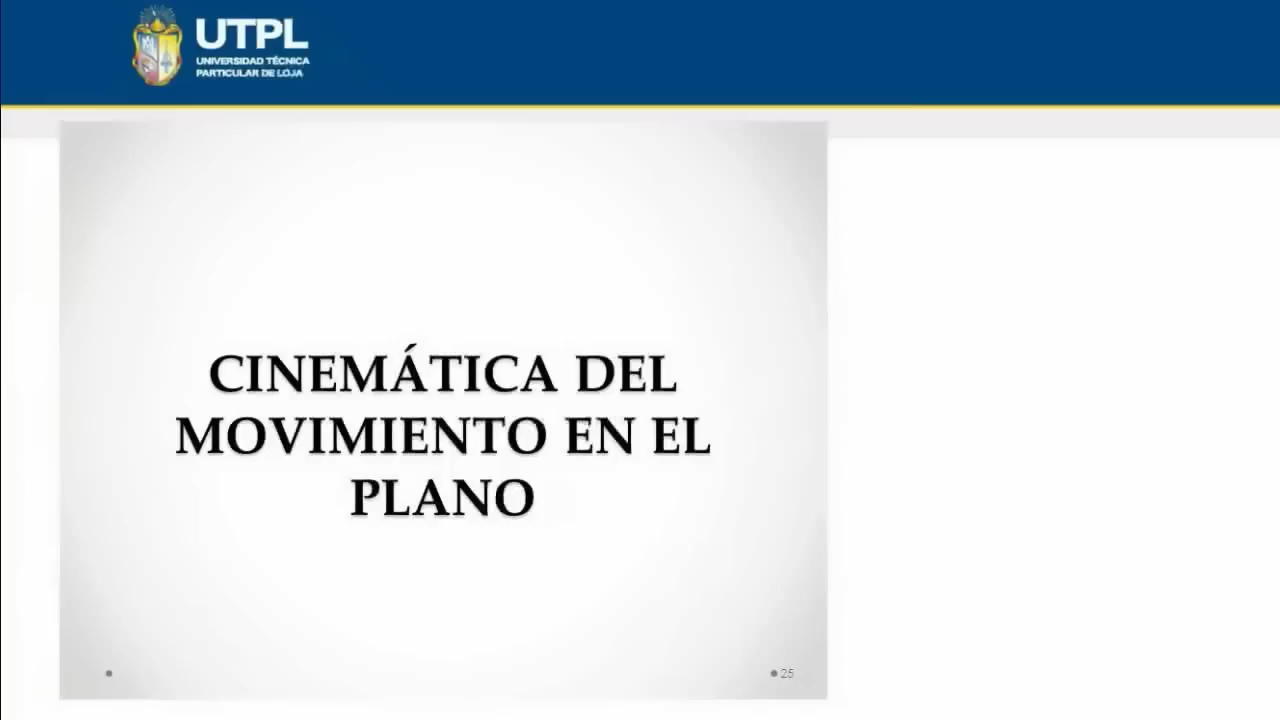 UTPL
UNIVERSIDAD TÉCNICA
PARTICULAR DE LOJA
CINEMÁTICA DEL
MOVIMIENTO EN EL
PLANO
25